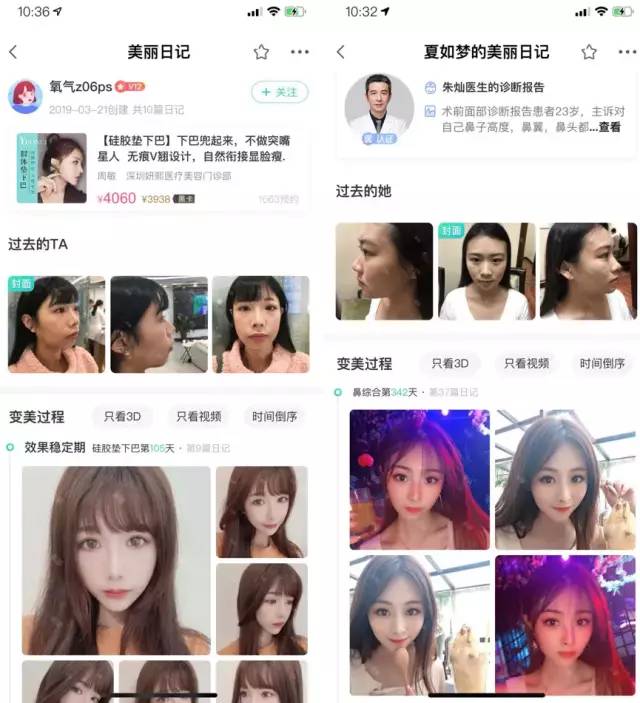 10:36
美丽日记
氧气z06ps V12
+ 关注
2019-03-21创建 共10篇日记
假体垫下巴
【硅胶垫下巴】下巴兜起来，不做突嘴
星人 无痕V翘设计，自然衔接显脸瘦.
周敏 深圳妍熙医疗美容门诊部
¥4060 ¥3938 黑卡
1063预约
过去的TA
封面
变美过程
只看3D
只看视频
时间倒序
效果稳定期 硅胶垫下巴第105天 · 第9篇日记
10:32
夏如梦的美丽日记
认证
朱灿医生的诊断报告
术前面部诊断报告患者23岁，主诉对
自己鼻子高度，鼻翼，鼻头都...查看
过去的她
封面
变美过程
只看3D
只看视频
时间倒序
鼻综合第342天 · 第37篇日记